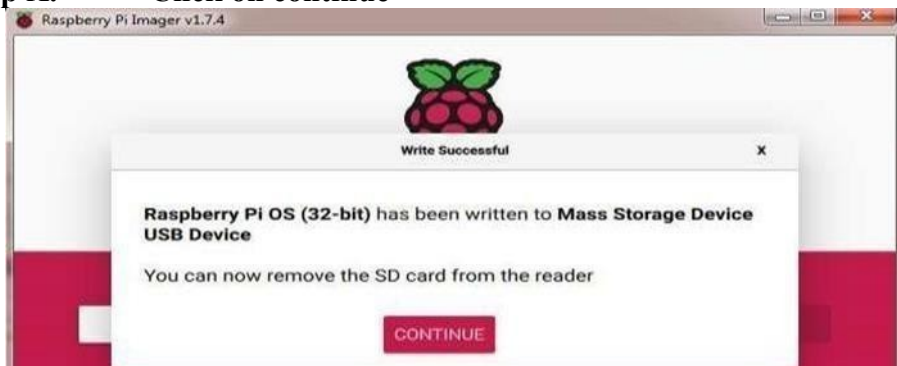 Click on continue
Raspberry Pi Imager v1.7.4
Write Successful
x
Raspberry Pi OS (32-bit) has been written to Mass Storage Device
USB Device
You can now remove the SD card from the reader
CONTINUE